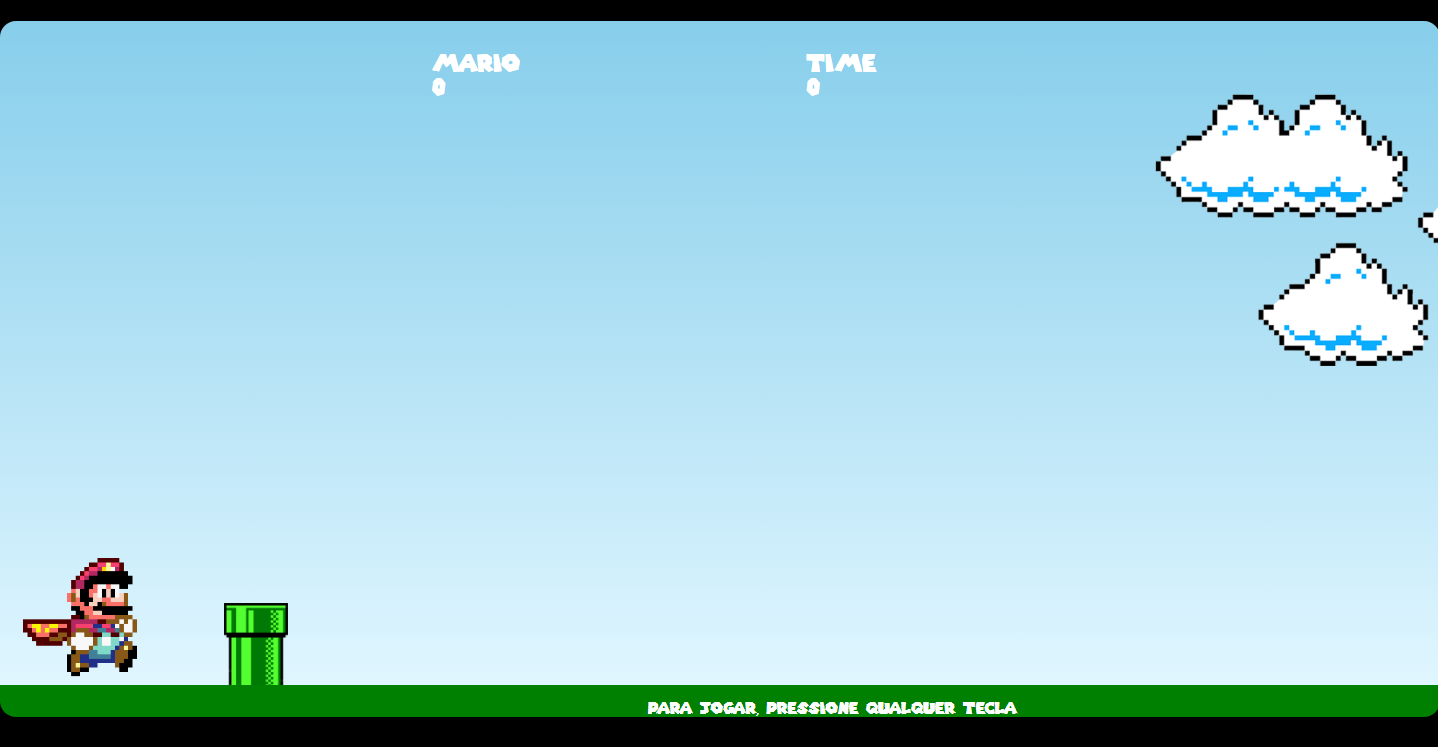 MARIO
0
TIME
0
PARA JOGAR, PRESSIONE QUALQUER TECLA